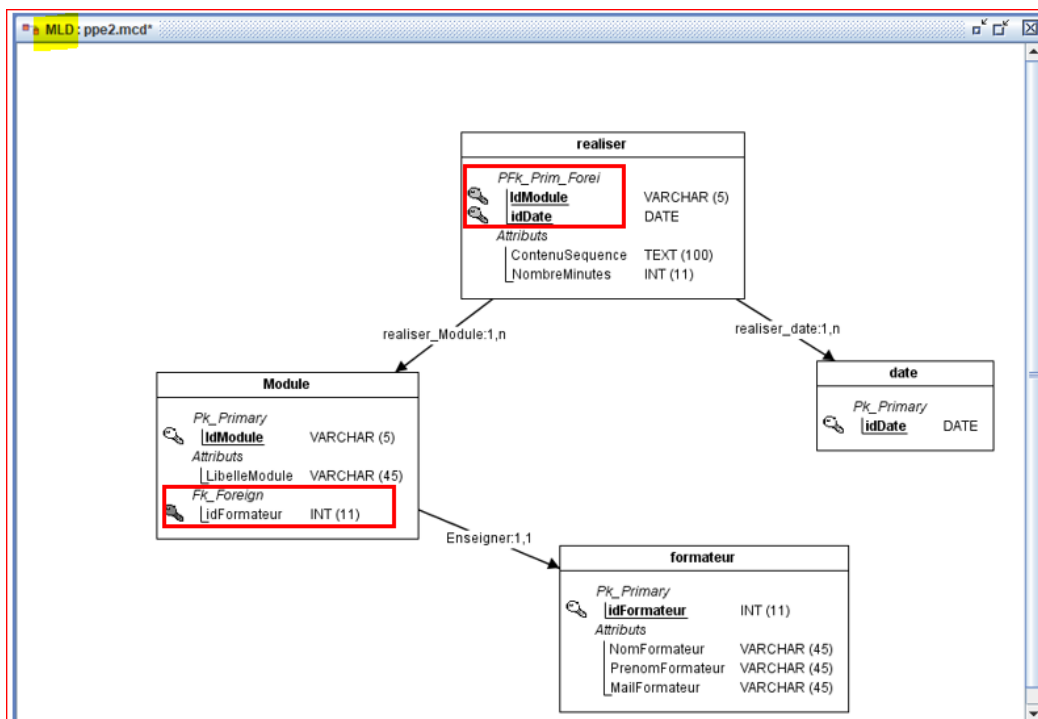 MLD : ppe2.mcd*
realiser
PFk_Prim_Forei
IdModule VARCHAR (5)
idDate DATE
Attributs
ContenuSequence TEXT (100)
NombreMinutes INT (11)
realiser_Module:1,n
realiser_date:1,n
Module
Pk_Primary
IdModule VARCHAR (5)
Attributs
LibelleModule VARCHAR (45)
Fk_Foreign
idFormateur INT (11)
date
Pk_Primary
idDate DATE
Enseigner:1,1
formateur
Pk_Primary
idFormateur INT (11)
Attributs
NomFormateur VARCHAR (45)
PrenomFormateur VARCHAR (45)
MailFormateur VARCHAR (45)